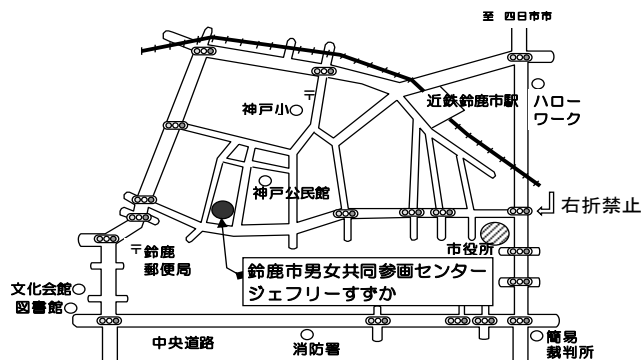 至 四日市市
近鉄鈴鹿市駅
ハロー
ワーク
〒
神戸小
神戸公民館
右折禁止
市役所
〒鈴鹿
郵便局
鈴鹿市男女共同参画センター
ジェフリーすずか
文化会館
図書館
中央道路
消防署
簡易
裁判所